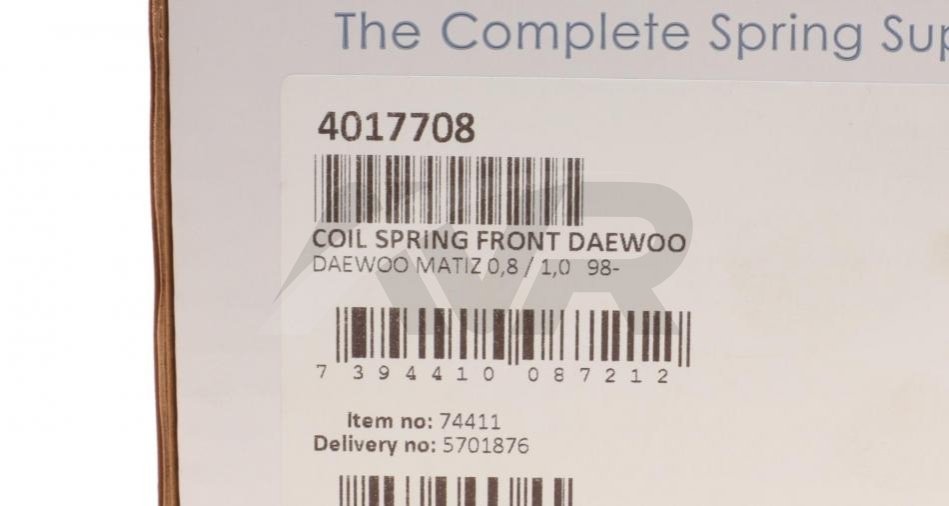 The Complete Spring
4017708
COIL SPRING FRONT DAEWOO
DAEWOO MATIZ 0,8 / 1,0 98-
7 394410 087212
Item no: 74411
Delivery no: 5701876